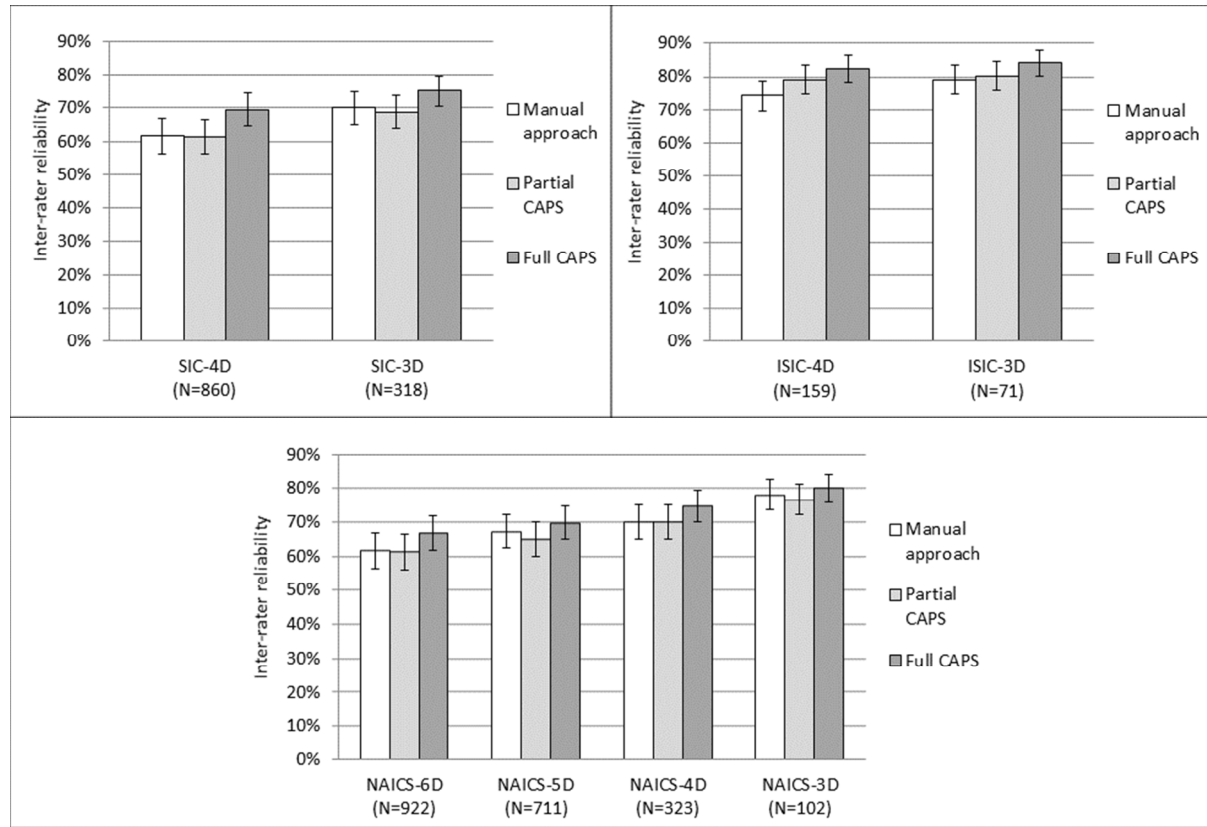 90%
80%
70%
60%
50%
40%
30%
20%
10%
0%
Inter-rater reliability
SIC-4D
(N=860)
SIC-3D
(N=318)
Manual
approach
Partial
CAPS
Full CAPS
90%
80%
70%
60%
50%
40%
30%
20%
10%
0%
Inter-rater reliability
ISIC-4D
(N=159)
ISIC-3D
(N=71)
Manual
approach
Partial
CAPS
Full CAPS
90%
80%
70%
60%
50%
40%
30%
20%
10%
0%
Inter-rater reliability
NAICS-6D
(N=922)
NAICS-5D
(N=711)
NAICS-4D
(N=323)
NAICS-3D
(N=102)
Manual
approach
Partial
CAPS
Full CAPS